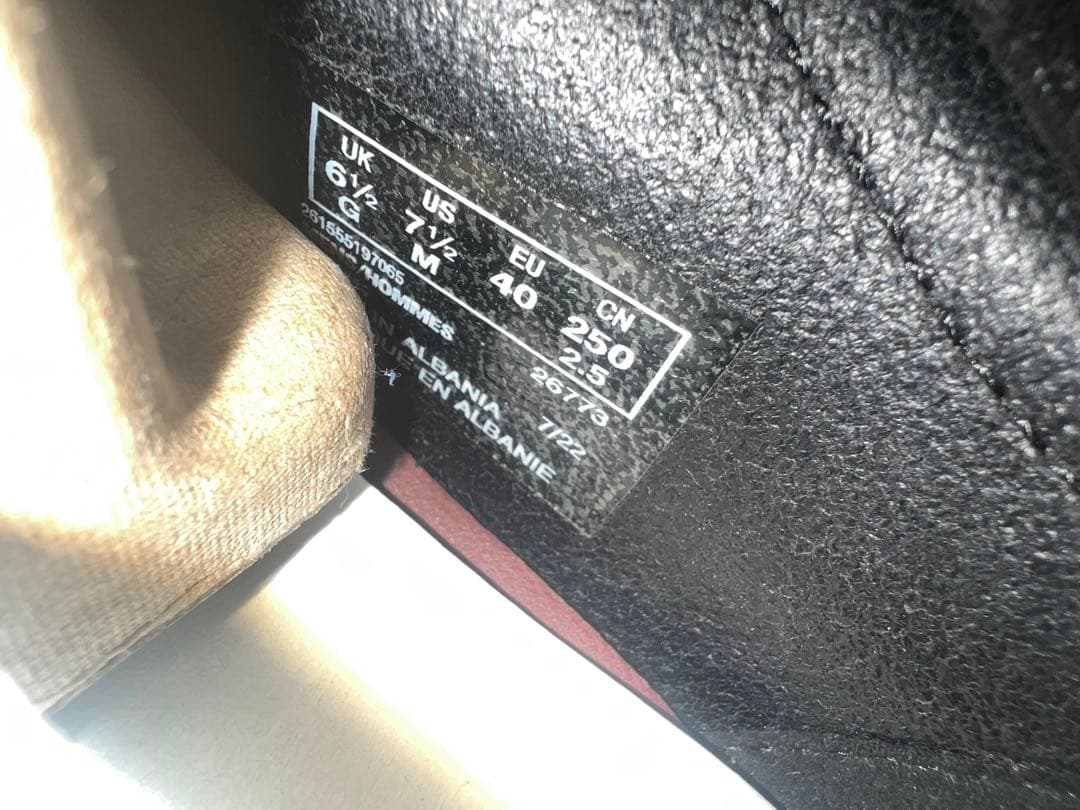 UK US EU CN
6½ 7½ 40 250
G M 2.5
261555197065 26773
/HOMMES
ALBANIA 7/22
EN ALBANIE